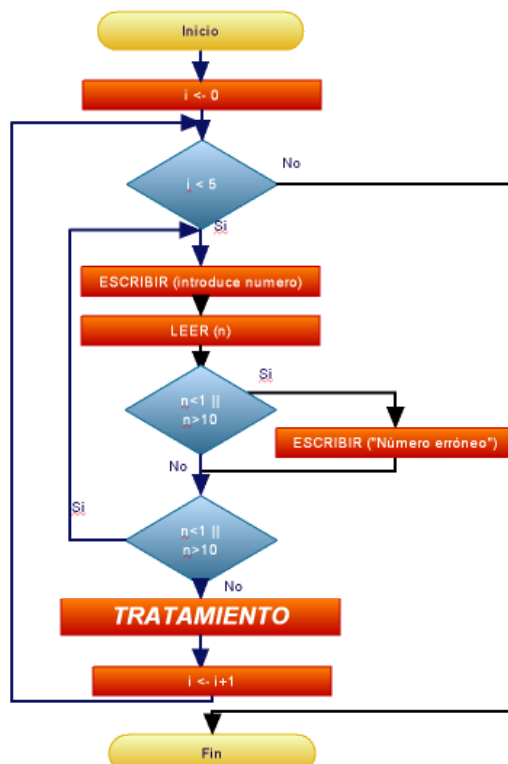 Inicio
i <- 0
No
i < 5
Si
ESCRIBIR (introduce numero)
LEER (n)
Si
n<1 ||
n>10
ESCRIBIR ("Número erróneo")
No
Si
n<1 ||
n>10
No
TRATAMIENTO
i <- i+1
Fin